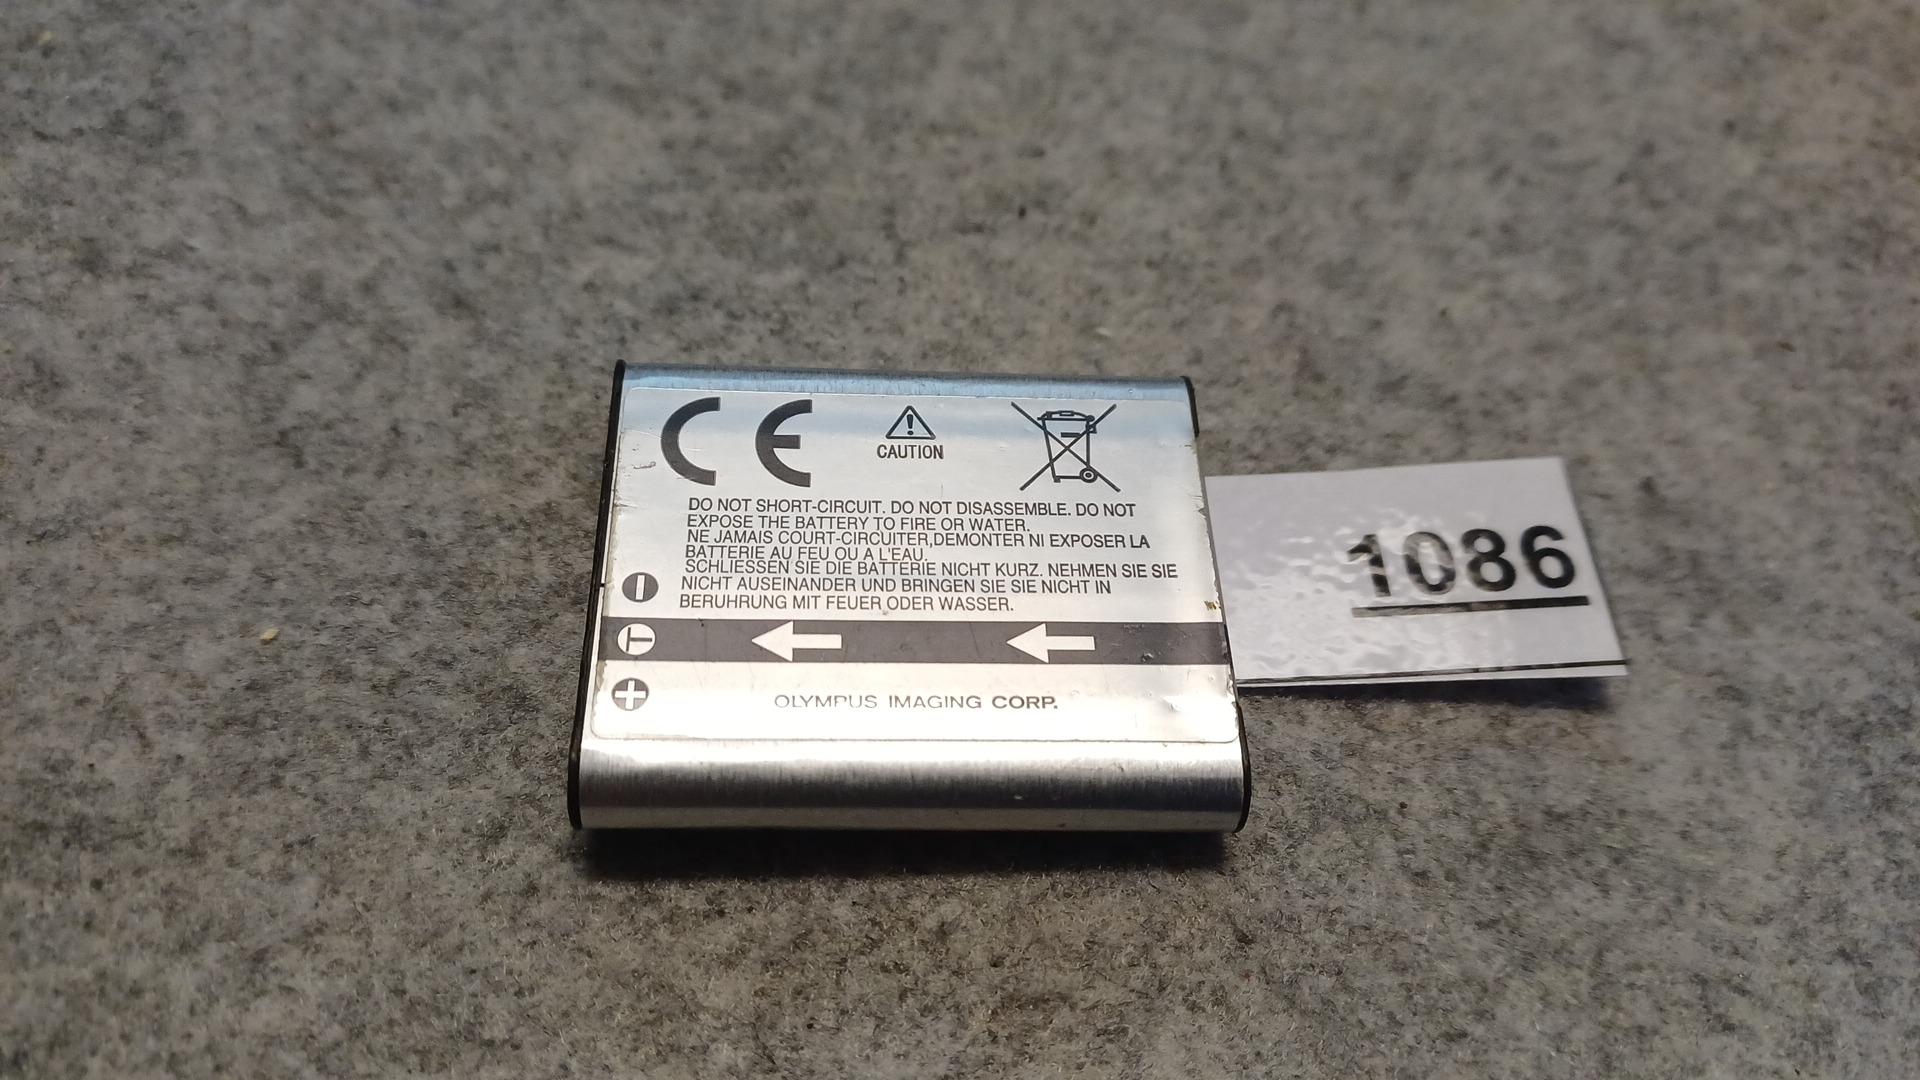 CE
CAUTION
DO NOT SHORT-CIRCUIT. DO NOT DISASSEMBLE. DO NOT
EXPOSE THE BATTERY TO FIRE OR WATER.
NE JAMAIS COURT-CIRCUITER,DEMONTER NI EXPOSER LA
BATTERIE AU FEU OU A L'EAU.
SCHLIESSEN SIE DIE BATTERIE NICHT KURZ. NEHMEN SIE SIE
NICHT AUSEINANDER UND BRINGEN SIE SIE NICHT IN
BERUHRUNG MIT FEUER ODER WASSER.
T
OLYMPUS IMAGING CORP.
1086